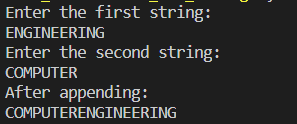 Enter the first string:
ENGINEERING
Enter the second string:
COMPUTER
After appending:
COMPUTERENGINEERING